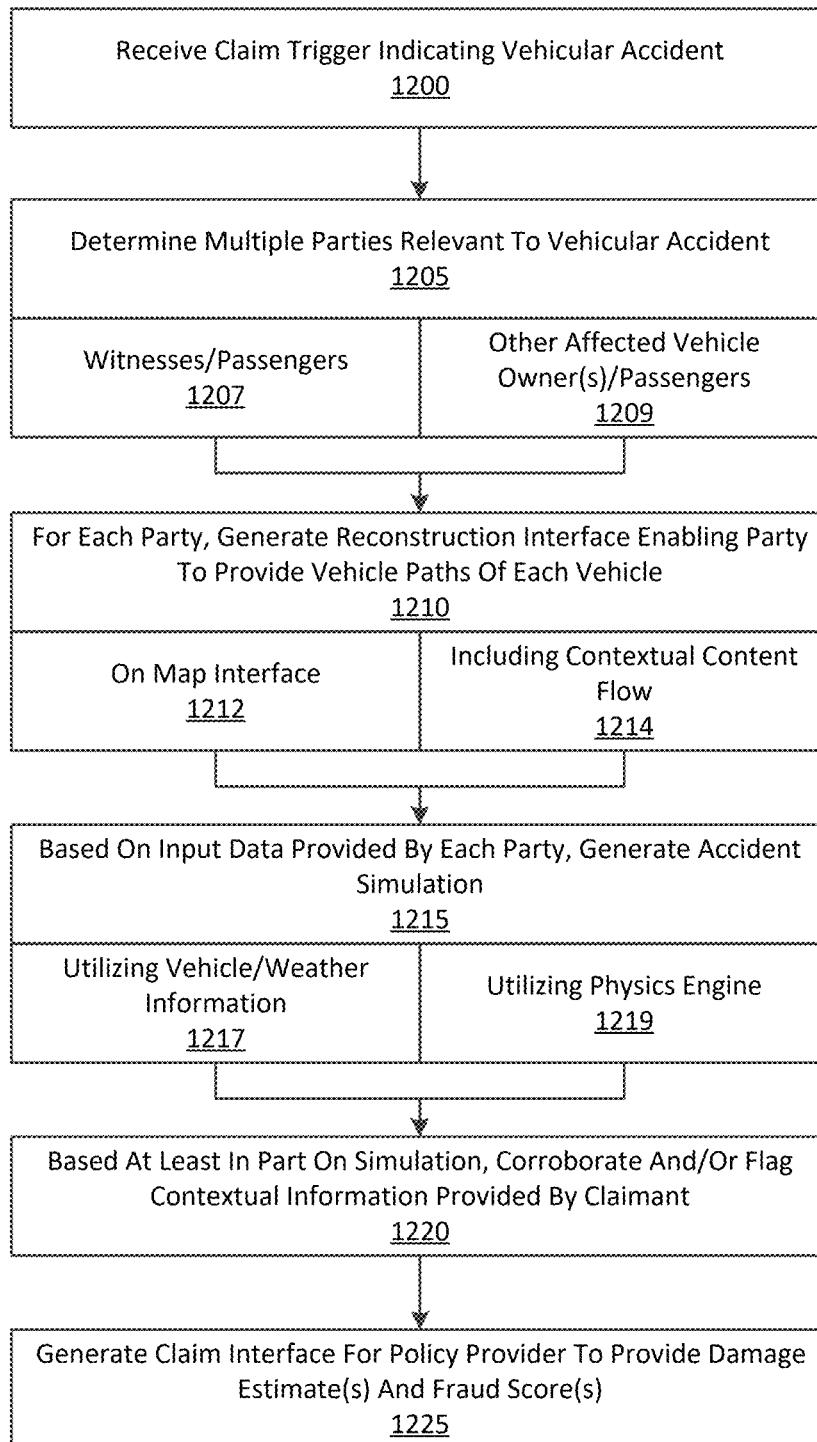 Receive Claim Trigger Indicating Vehicular Accident
1200
Determine Multiple Parties Relevant To Vehicular Accident
1205
Witnesses/Passengers
1207
Other Affected Vehicle
Owner(s)/Passengers
1209
For Each Party, Generate Reconstruction Interface Enabling Party
To Provide Vehicle Paths Of Each Vehicle
1210
On Map Interface
1212
Including Contextual Content
Flow
1214
Based On Input Data Provided By Each Party, Generate Accident
Simulation
1215
Utilizing Vehicle/Weather
Information
1217
Utilizing Physics Engine
1219
Based At Least In Part On Simulation, Corroborate And/Or Flag
Contextual Information Provided By Claimant
1220
Generate Claim Interface For Policy Provider To Provide Damage
Estimate(s) And Fraud Score(s)
1225